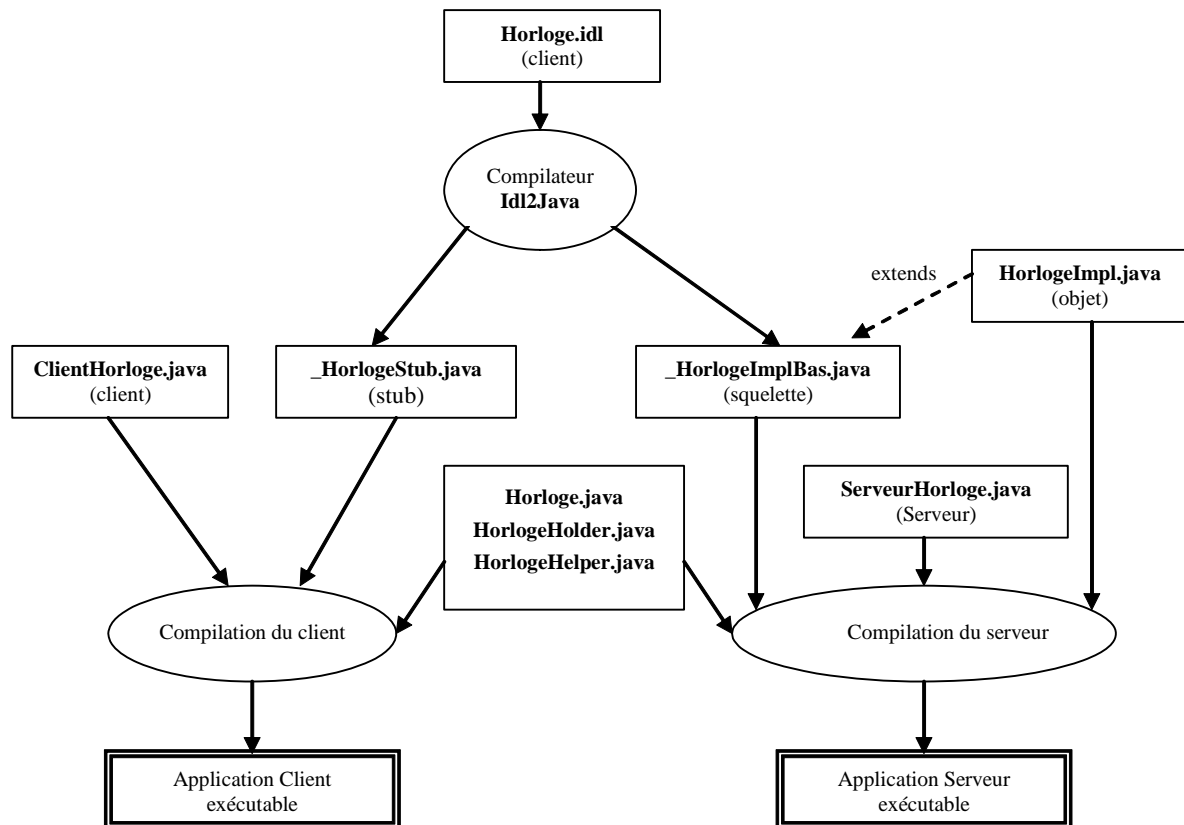 Horloge.idl
(client)
Compilateur
Idl2Java
extends
HorlogeImpl.java
(objet)
ClientHorloge.java
(client)
_HorlogeStub.java
(stub)
_HorlogeImplBas.java
(squelette)
Horloge.java
HorlogeHolder.java
HorlogeHelper.java
ServeurHorloge.java
(Serveur)
Compilation du client
Compilation du serveur
Application Client
exécutable
Application Serveur
exécutable